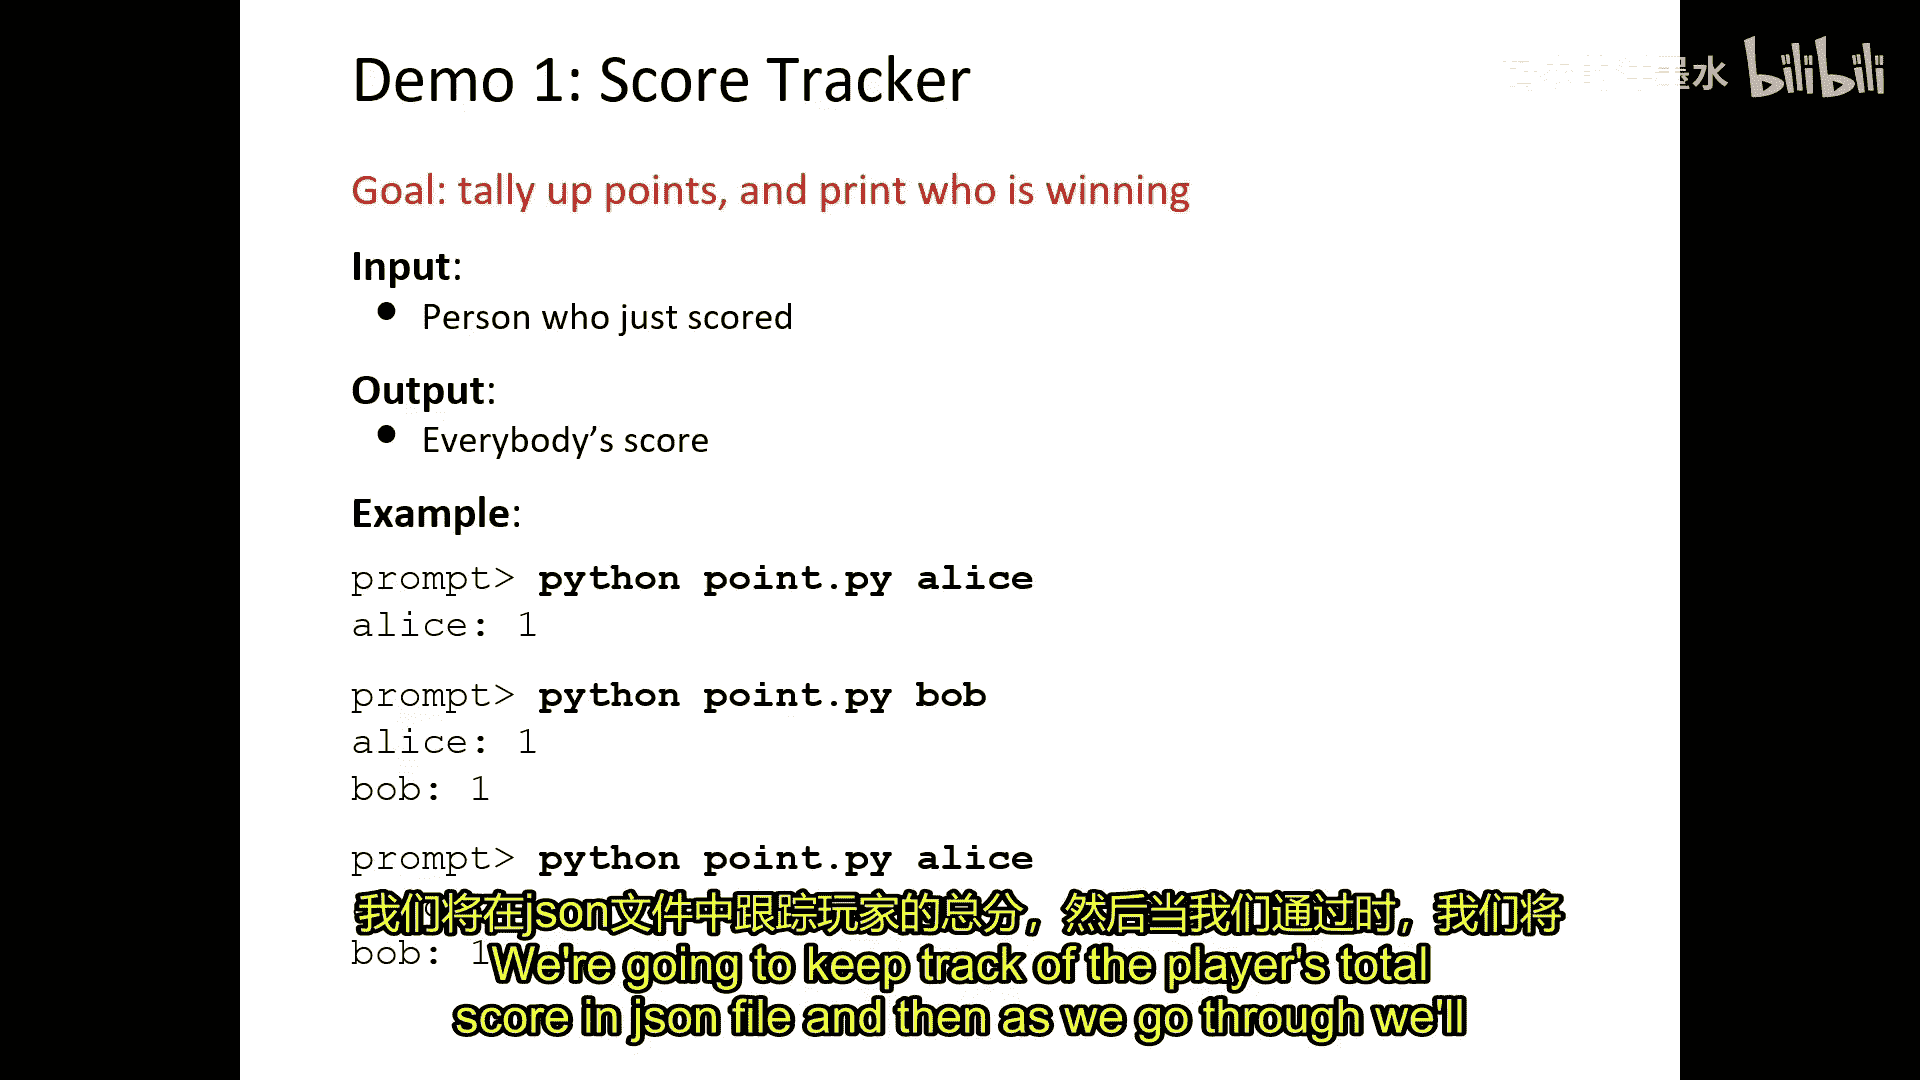 Demo 1: Score Tracker
墨水 bilibili
Goal: tally up points, and print who is winning
Input:
● Person who just scored
Output:
● Everybody’s score
Example:
prompt> python point.py alice
alice: 1
prompt> python point.py bob
alice: 1
bob: 1
prompt> python point.py alice
我们将在json文件中跟踪玩家的总分，然后当我们通过时，我们将
bob: 1
We're going to keep track of the player's total
score in json file and then as we go through we'll